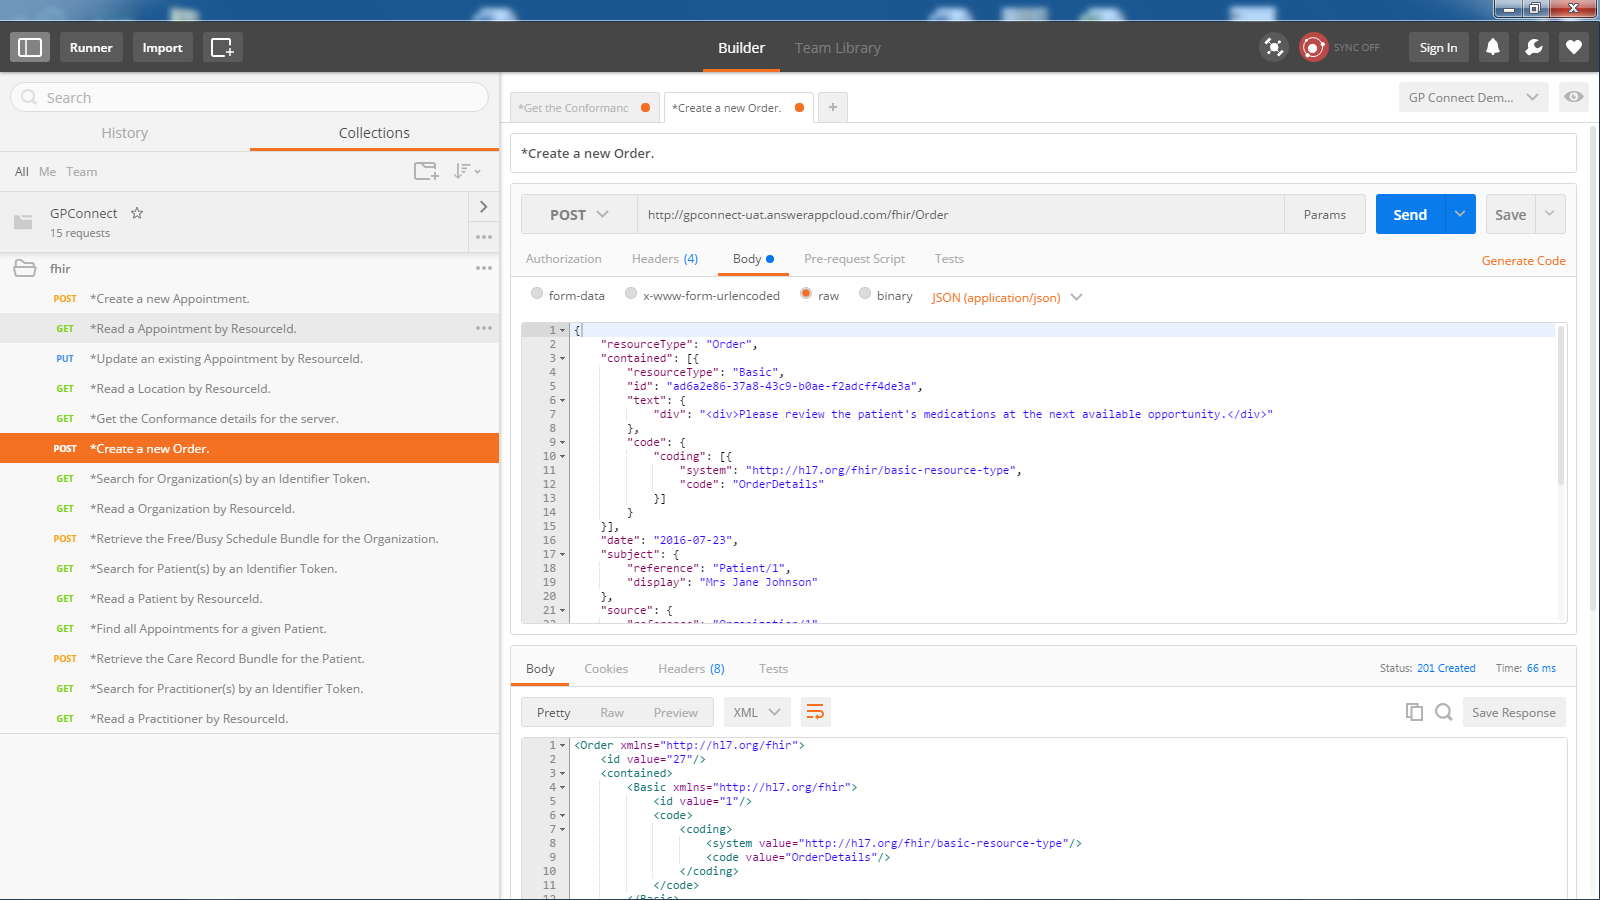 Runner
Import
Builder
Team Library
SYNC OFF
Sign In
Search
History
Collections
All Me Team
GPConnect
15 requests
fhir
POST *Create a new Appointment.
GET *Read a Appointment by ResourceId.
PUT *Update an existing Appointment by ResourceId.
GET *Read a Location by ResourceId.
GET *Get the Conformance details for the server.
POST *Create a new Order.
GET *Search for Organization(s) by an Identifier Token.
GET *Read a Organization by ResourceId.
POST *Retrieve the Free/Busy Schedule Bundle for the Organization.
GET *Search for Patient(s) by an Identifier Token.
GET *Read a Patient by ResourceId.
GET *Find all Appointments for a given Patient.
POST *Retrieve the Care Record Bundle for the Patient.
GET *Search for Practitioner(s) by an Identifier Token.
GET *Read a Practitioner by ResourceId.
*Get the Conformanc
*Create a new Order.
+
GP Connect Dem...
*Create a new Order.
POST
http://gpconnect-uat.answerappcloud.com/fhir/Order
Params
Send
Save
Authorization
Headers (4)
Body
Pre-request Script
Tests
Generate Code
form-data
x-www-form-urlencoded
raw
binary
JSON (application/json)
1 {
2 "resourceType": "Order",
3 "contained": [{
4 "resourceType": "Basic",
5 "id": "ad6a2e86-37a8-43c9-b0ae-f2adcff4de3a",
6 "text": {
7 "div": "<div>Please review the patient's medications at the next available opportunity.</div>"
8 },
9 "code": {
10 "coding": [{
11 "system": "http://hl7.org/fhir/basic-resource-type",
12 "code": "OrderDetails"
13 }]
14 }
15 }],
16 "date": "2016-07-23",
17 "subject": {
18 "reference": "Patient/1",
19 "display": "Mrs Jane Johnson"
20 },
21 "source": {
22 "reference": "Organization/1"
Body
Cookies
Headers (8)
Tests
Status: 201 Created
Time: 66 ms
Pretty
Raw
Preview
XML
Save Response
1 <Order xmlns="http://hl7.org/fhir">
2 <id value="27"/>
3 <contained>
4 <Basic xmlns="http://hl7.org/fhir">
5 <id value="1"/>
6 <code>
7 <coding>
8 <system value="http://hl7.org/fhir/basic-resource-type"/>
9 <code value="OrderDetails"/>
10 </coding>
11 </code>
12 </Basic>